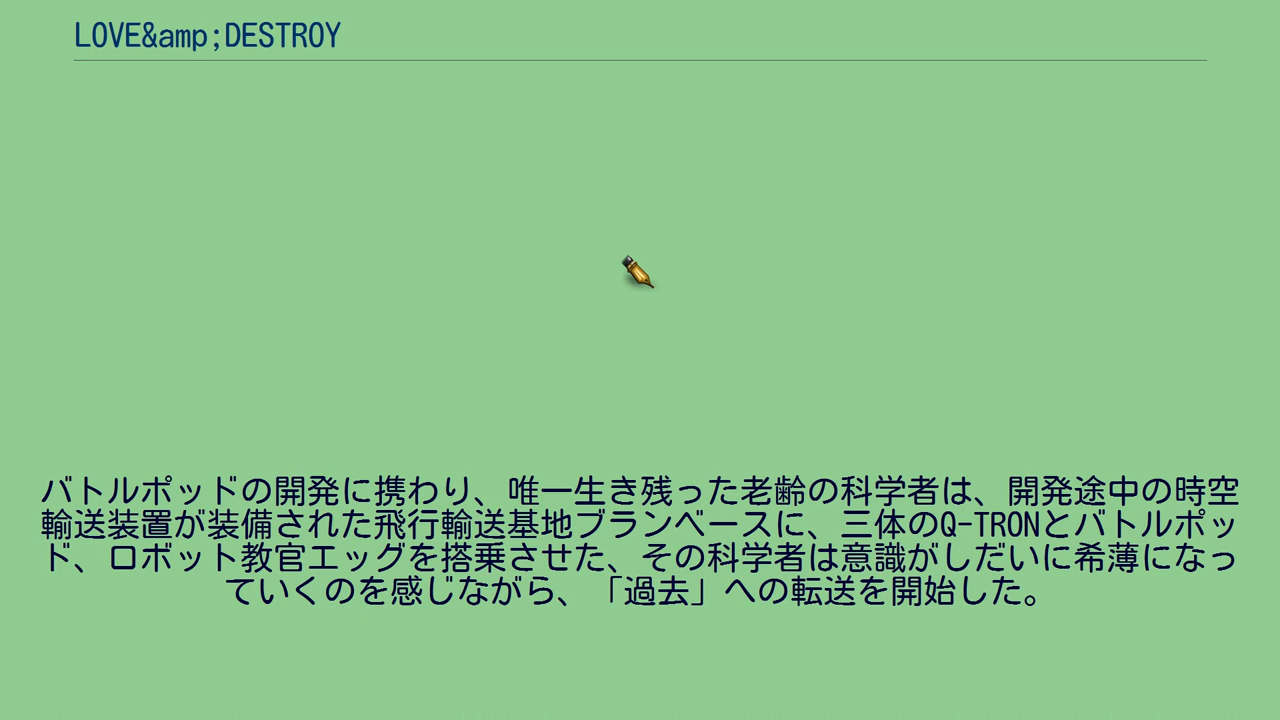 LOVE&amp;DESTROY
バトルポッドの開発に携わり、唯一生き残った老齢の科学者は、開発途中の時空
輸送装置が装備された飛行輸送基地ブランベースに、三体のQ-TRONとバトルポッ
ド、ロボット教官エッグを搭乗させた、その科学者は意識がしだいに希薄になっ
ていくのを感じながら、「過去」への転送を開始した。